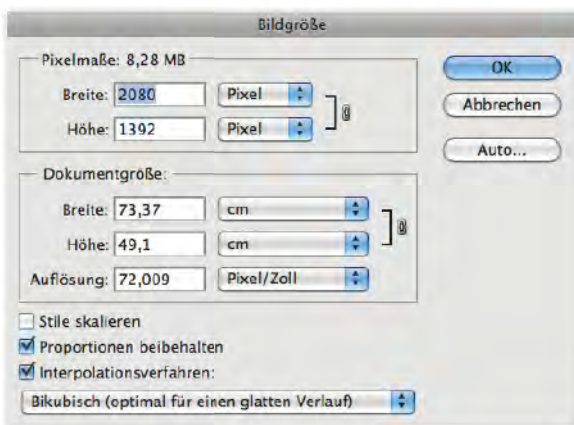 Bildgröße
Pixelmaße: 8,28 MB
Breite: 2080 Pixel
Höhe: 1392 Pixel
OK
Abbrechen
Auto...
Dokumentgröße:
Breite: 73,37 cm
Höhe: 49,1 cm
Auflösung: 72,009 Pixel/Zoll
Stile skalieren
Proportionen beibehalten
Interpolationsverfahren:
Bikubisch (optimal für einen glatten Verlauf)